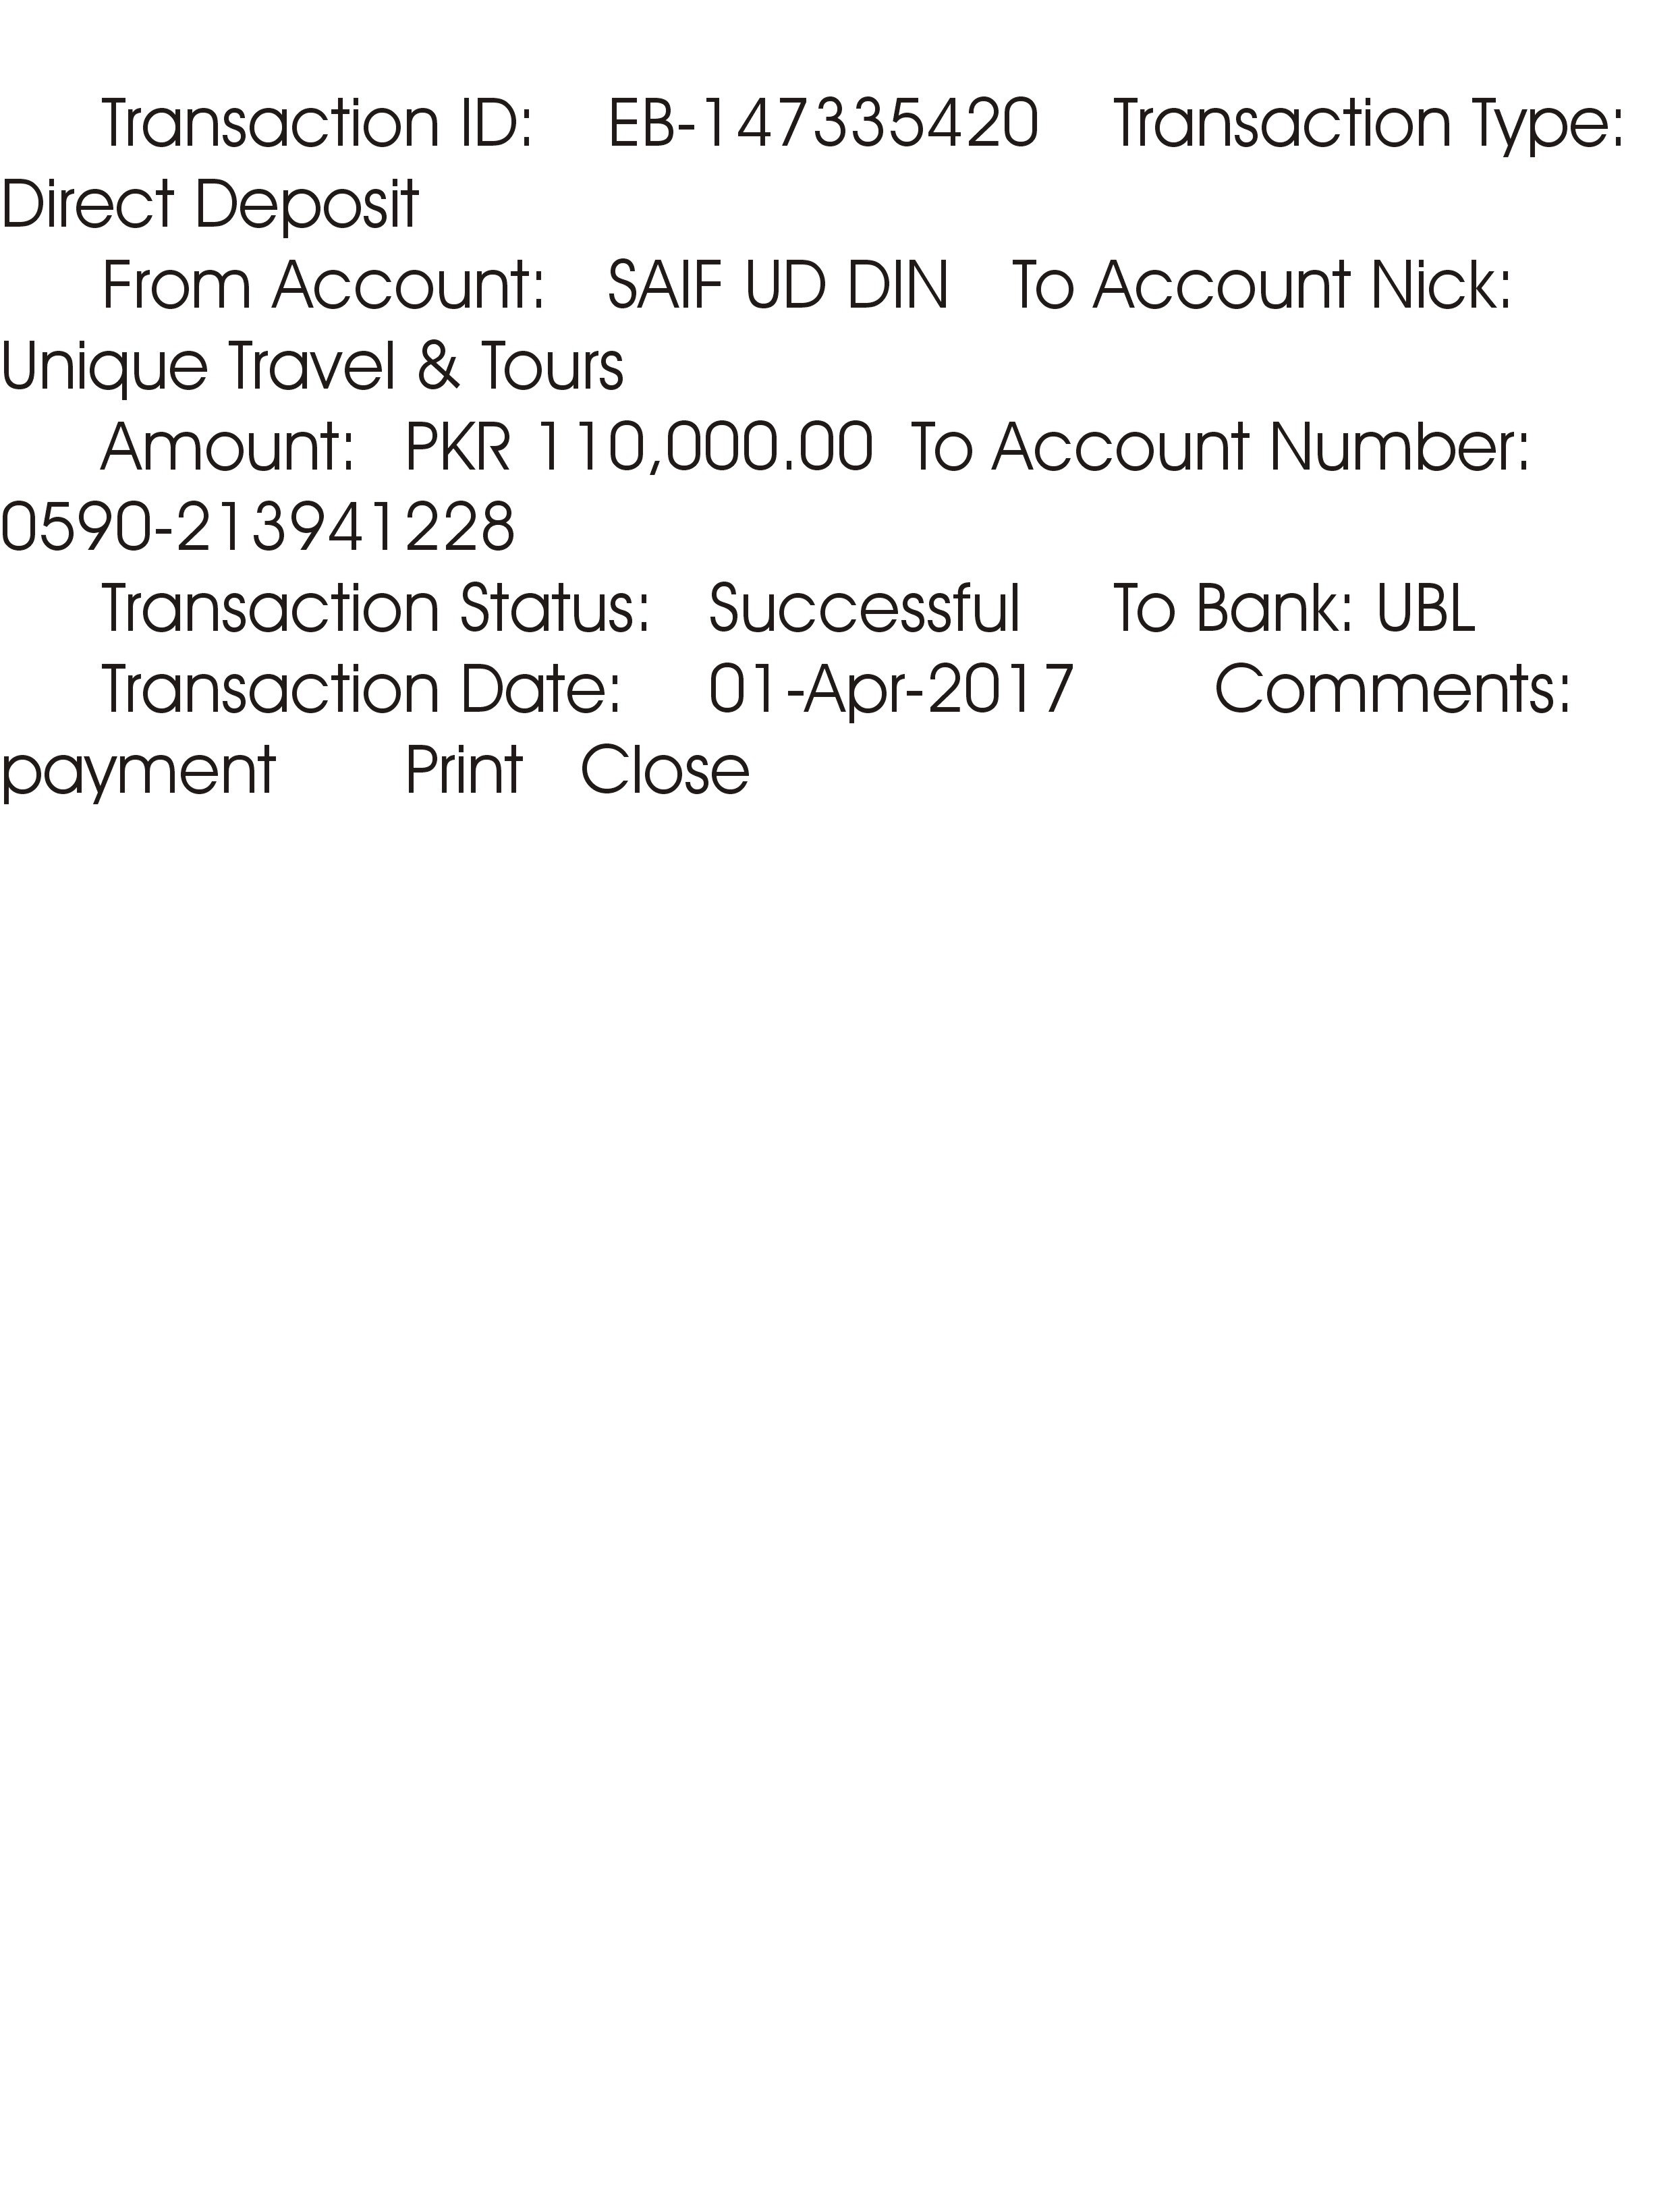 Transaction ID: EB-147335420 Transaction Type:
Direct Deposit
From Account: SAIF UD DIN To Account Nick:
Unique Travel & Tours
Amount: PKR 110,000.00 To Account Number:
0590-213941228
Transaction Status: Successful To Bank: UBL
Transaction Date: 01-Apr-2017 Comments:
payment Print Close